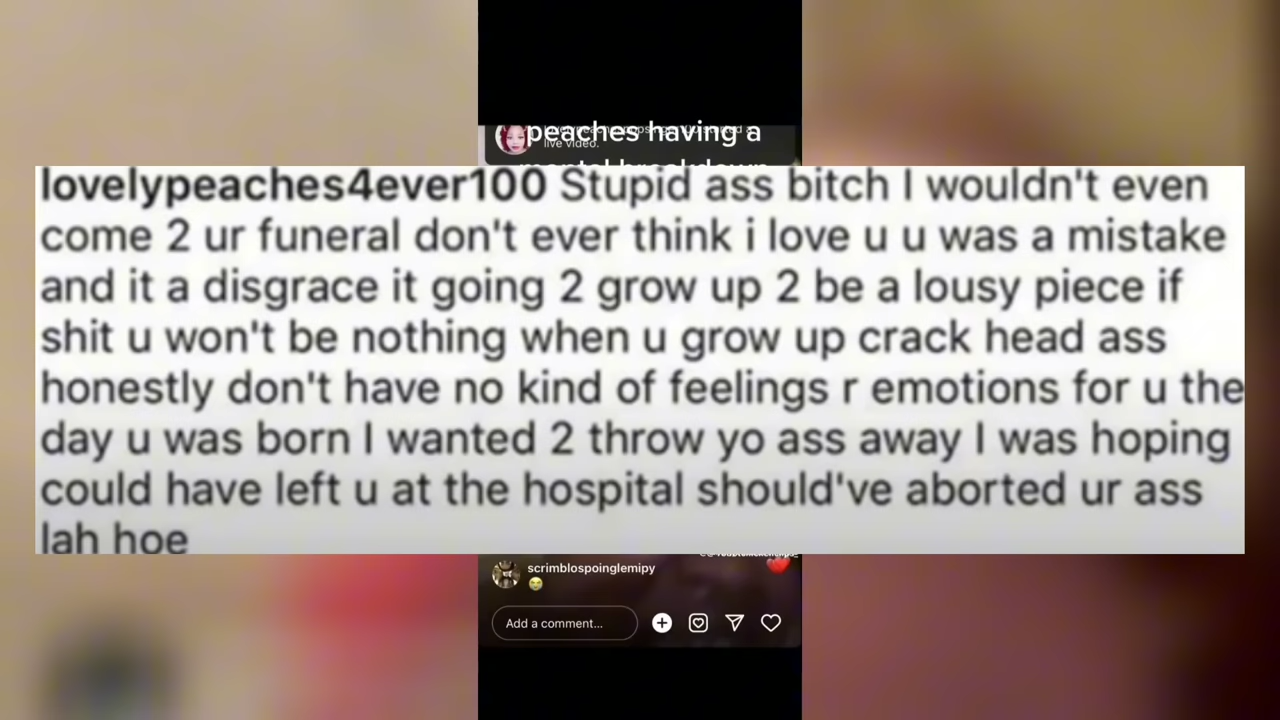 peaches having a
live video.
lovelypeaches4ever100 Stupid ass bitch I wouldn't even
come 2 ur funeral don't ever think i love u u was a mistake
and it a disgrace it going 2 grow up 2 be a lousy piece if
shit u won't be nothing when u grow up crack head ass
honestly don't have no kind of feelings r emotions for u the
day u was born I wanted 2 throw yo ass away I was hoping
could have left u at the hospital should've aborted ur ass
lah hoe
scrimblospoinglemipy
😭
Add a comment...